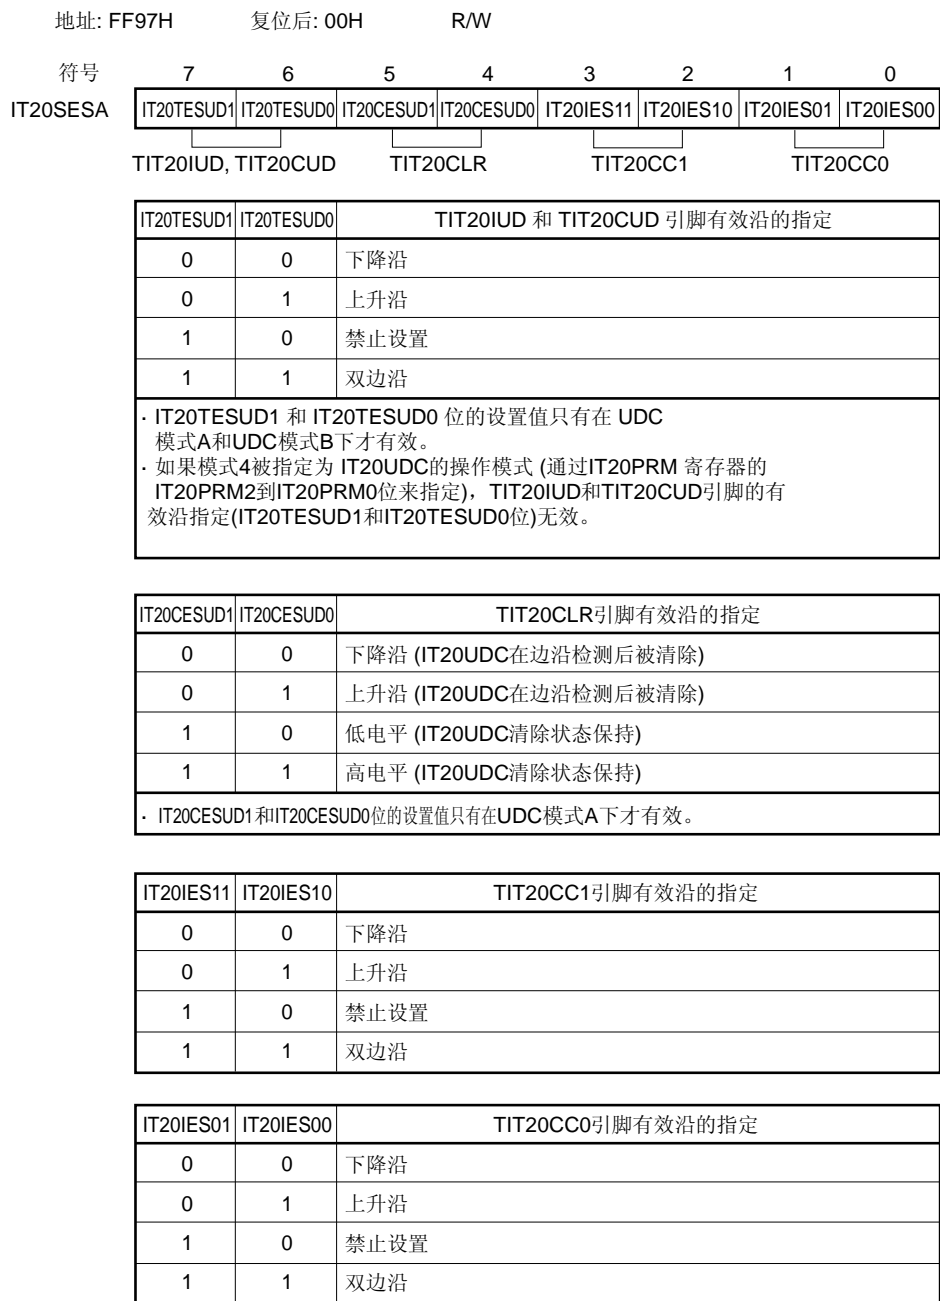 地址: FF97H 复位后: 00H R/W
符号 7 6 5 4 3 2 1 0
IT20SESA IT20TESUD1 IT20TESUD0 IT20CESUD1 IT20CESUD0 IT20IES11 IT20IES10 IT20IES01 IT20IES00
TIT20IUD, TIT20CUD TIT20CLR TIT20CC1 TIT20CC0
IT20TESUD1 IT20TESUD0 TIT20IUD 和 TIT20CUD 引脚有效沿的指定
0 0 下降沿
0 1 上升沿
1 0 禁止设置
1 1 双边沿
· IT20TESUD1 和 IT20TESUD0 位的设置值只有在 UDC
模式A和UDC模式B下才有效。
· 如果模式4被指定为 IT20UDC的操作模式 (通过IT20PRM 寄存器的
IT20PRM2到IT20PRM0位来指定)，TIT20IUD和TIT20CUD引脚的有
效沿指定(IT20TESUD1和IT20TESUD0位)无效。
IT20CESUD1 IT20CESUD0 TIT20CLR引脚有效沿的指定
0 0 下降沿 (IT20UDC在边沿检测后被清除)
0 1 上升沿 (IT20UDC在边沿检测后被清除)
1 0 低电平 (IT20UDC清除状态保持)
1 1 高电平 (IT20UDC清除状态保持)
· IT20CESUD1和IT20CESUD0位的设置值只有在UDC模式A下才有效。
IT20IES11 IT20IES10 TIT20CC1引脚有效沿的指定
0 0 下降沿
0 1 上升沿
1 0 禁止设置
1 1 双边沿
IT20IES01 IT20IES00 TIT20CC0引脚有效沿的指定
0 0 下降沿
0 1 上升沿
1 0 禁止设置
1 1 双边沿